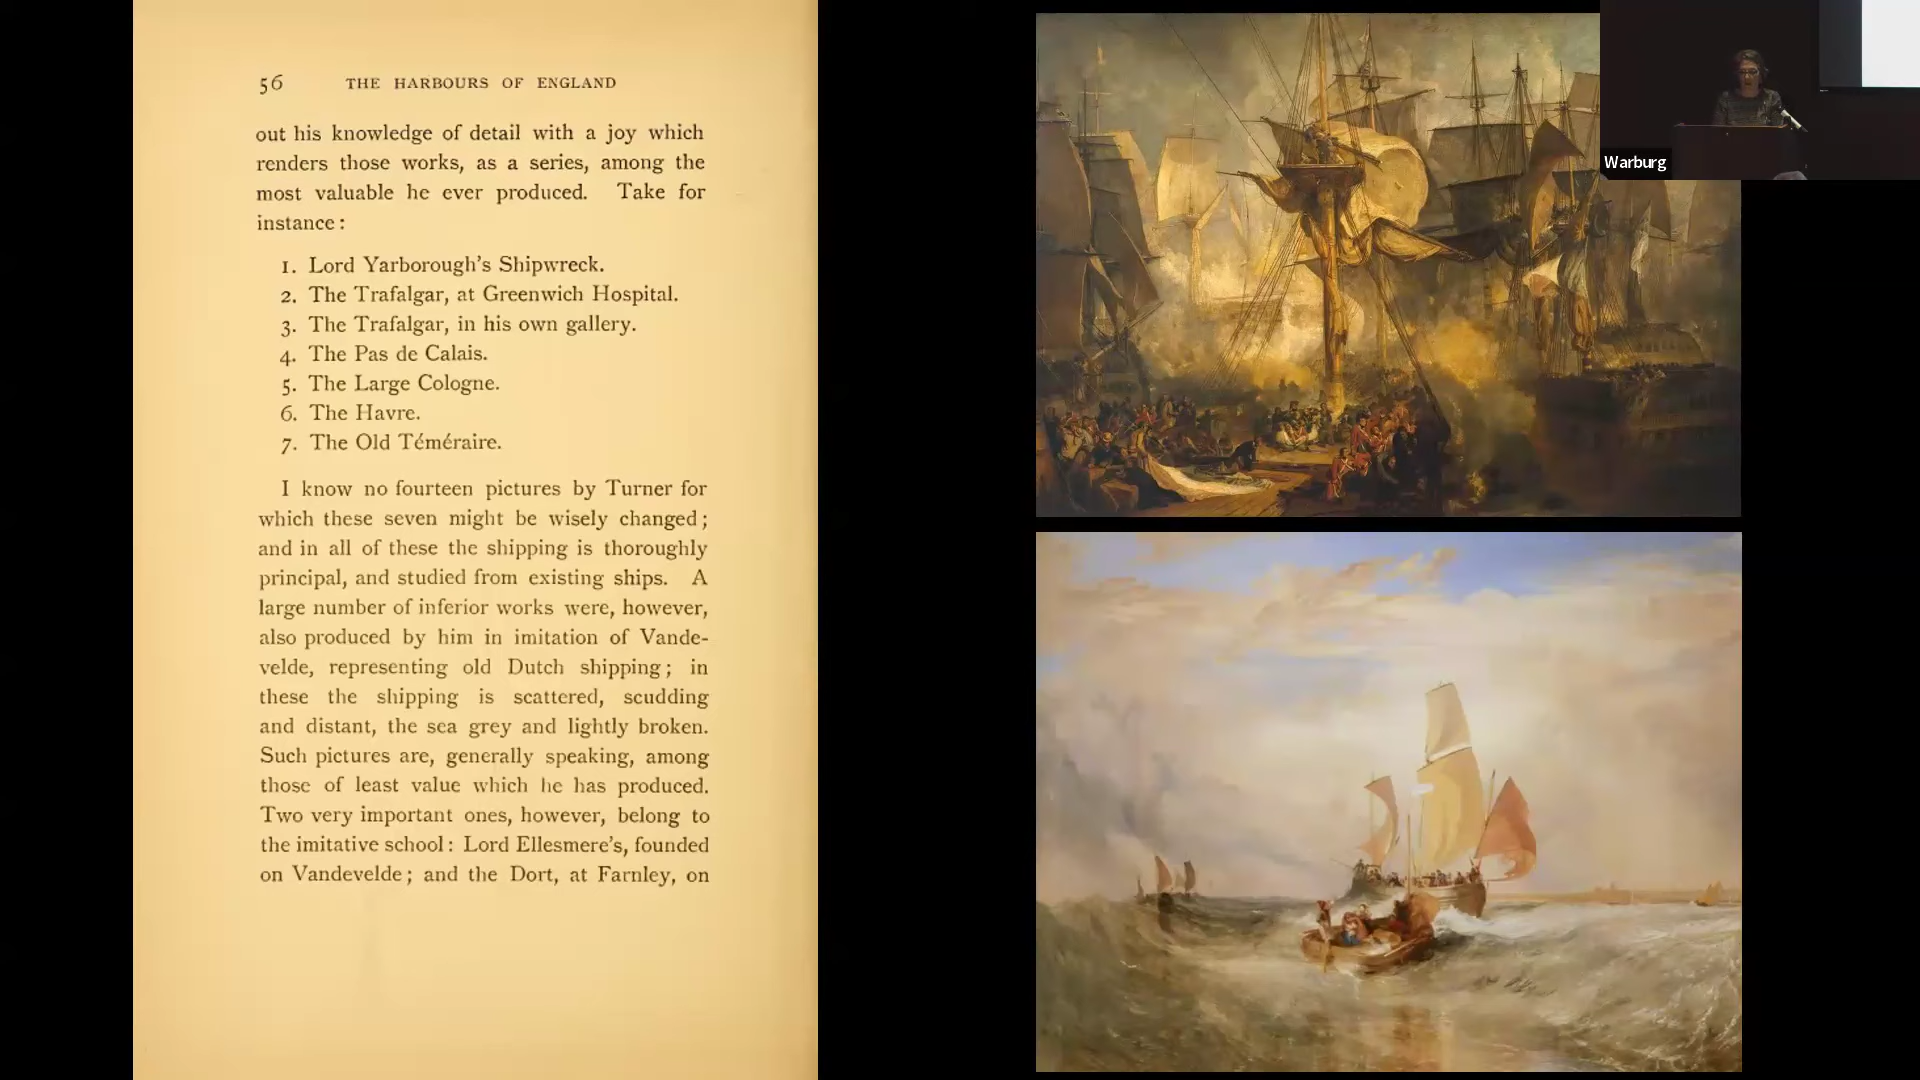 56 THE HARBOURS OF ENGLAND
out his knowledge of detail with a joy which
renders those works, as a series, among the
most valuable he ever produced. Take for
instance:
1. Lord Yarborough's Shipwreck.
2. The Trafalgar, at Greenwich Hospital.
3. The Trafalgar, in his own gallery.
4. The Pas de Calais.
5. The Large Cologne.
6. The Havre.
7. The Old Téméraire.
I know no fourteen pictures by Turner for
which these seven might be wisely changed;
and in all of these the shipping is thoroughly
principal, and studied from existing ships. A
large number of inferior works were, however,
also produced by him in imitation of Vande-
velde, representing old Dutch shipping; in
these the shipping is scattered, scudding
and distant, the sea grey and lightly broken.
Such pictures are, generally speaking, among
those of least value which he has produced.
Two very important ones, however, belong to
the imitative school: Lord Ellesmere's, founded
on Vandevelde; and the Dort, at Farnley, on
Warburg